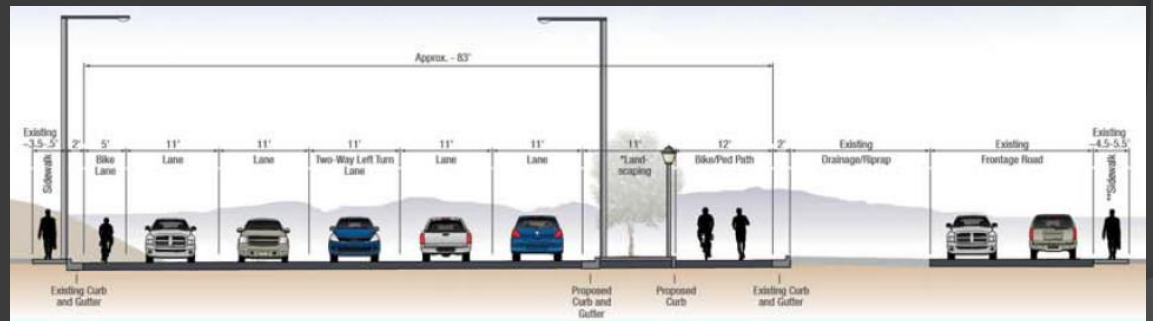 Approx. - 83'
Existing
~3.5-.5'
2'
5'
11'
11'
11'
11'
11'
11'
12'
2'
Existing
Existing
Existing
~4.5-5.5'
Sidewalk
Bike
Lane
Lane
Lane
Two-Way Left Turn
Lane
Lane
Lane
*Land-
scaping
Bike/Ped Path
Drainage/Riprap
Frontage Road
**Sidewalk
Existing Curb
and Gutter
Proposed
Curb and
Gutter
Proposed
Curb
Existing Curb
and Gutter